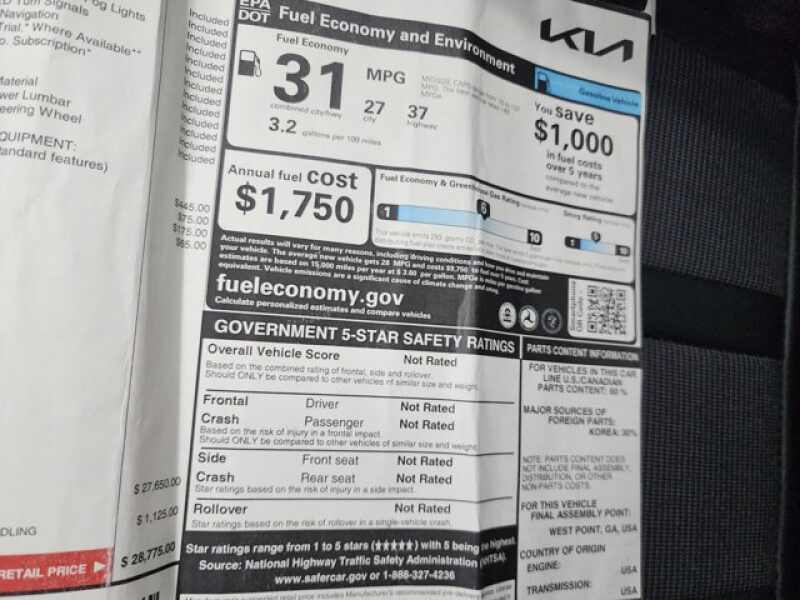 og Lights
Turn Signals
Navigation
Trial." Where Available**
o. Subscription*
Material
wer Lumbar
eering Wheel
QUIPMENT:
tandard features)
Included
Included
Included
Included
Included
Included
Included
Included
Included
$445.00
$75.00
$175.00
$65.00
$ 27,650.00
$ 1,125.00
DLING
$ 28,775.00
RETAIL PRICE
EPA
DOT
Fuel Economy and Environment
KIA
Gasoline Vehicle
Fuel Economy
31 MPG
combined city/hwy
27
city
37
highway
3.2 gallons per 100 miles
You save
$1,000
in fuel costs
over 5 years
compared to the
average new vehicle
Annual fuel COST
$1,750
Fuel Economy & Greenhouse Gas Rating
1
6
10
Smog Rating
1
5
10
Actual results will vary for many reasons, including driving conditions and how you drive and maintain
your vehicle. The average new vehicle gets 28 MPG and costs $9,750 to fuel over 5 years. Cost
estimates are based on 15,000 miles per year at $ 3.60 per gallon. MPGe is miles per gasoline gallon
equivalent. Vehicle emissions are a significant cause of climate change and smog.
fueleconomy.gov
Calculate personalized estimates and compare vehicles
Smartphone
QR Code
GOVERNMENT 5-STAR SAFETY RATINGS
Overall Vehicle Score Not Rated
Based on the combined rating of frontal, side and rollover.
Should ONLY be compared to other vehicles of similar size and weight.
Frontal Driver Not Rated
Crash Passenger Not Rated
Based on the risk of injury in a frontal impact.
Should ONLY be compared to other vehicles of similar size and weight.
Side Front seat Not Rated
Crash Rear seat Not Rated
Star ratings based on the risk of injury in a side impact.
Rollover Not Rated
Star ratings based on the risk of rollover in a single-vehicle crash.
Star ratings range from 1 to 5 stars (★★★★★) with 5 being the highest.
Source: National Highway Traffic Safety Administration (NHTSA).
www.safercar.gov or 1-888-327-4236
PARTS CONTENT INFORMATION
FOR VEHICLES IN THIS CAR
LINE U.S./CANADIAN
PARTS CONTENT: 50 %
MAJOR SOURCES OF
FOREIGN PARTS:
KOREA: 30%
NOTE: PARTS CONTENT DOES
NOT INCLUDE FINAL ASSEMBLY,
DISTRIBUTION, OR OTHER
NON-PARTS COSTS.
FOR THIS VEHICLE
FINAL ASSEMBLY POINT:
WEST POINT, GA, USA
COUNTRY OF ORIGIN
ENGINE: USA
TRANSMISSION: USA